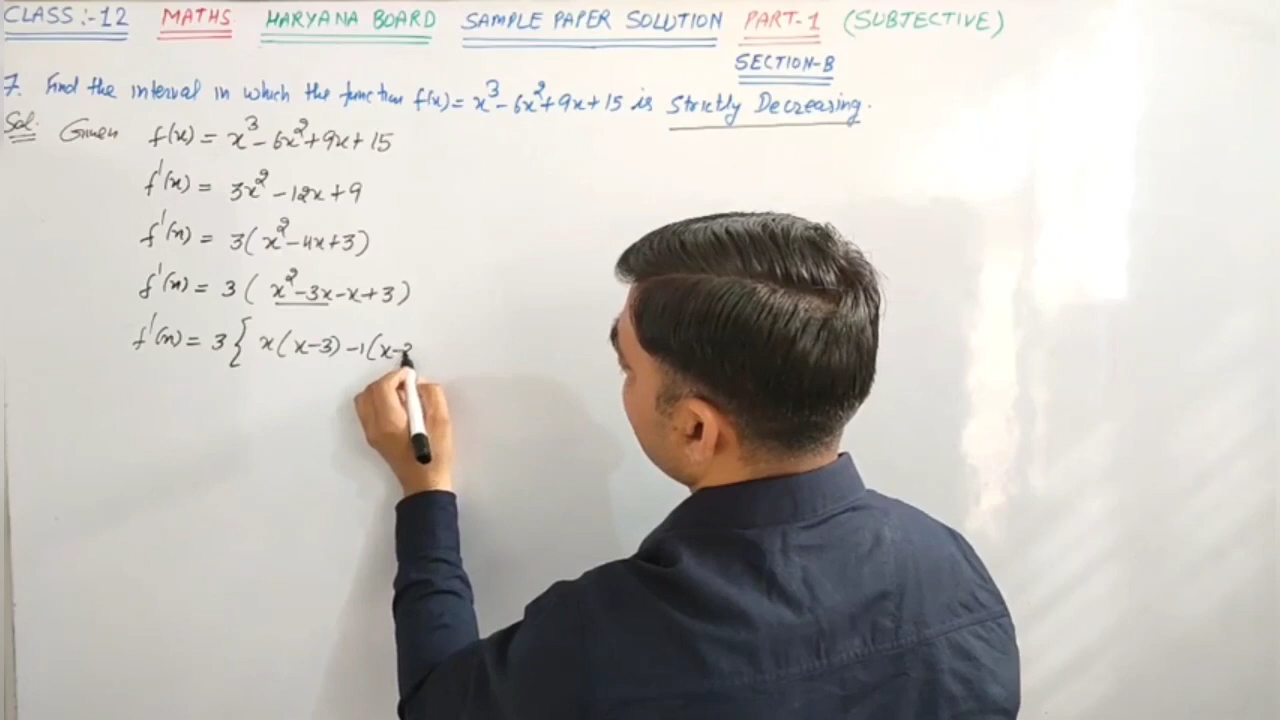 CLASS :- 12 MATHS HARYANA BOARD SAMPLE PAPER SOLUTION PART-1 (SUBJECTIVE)
SECTION-B
7. Find the interval in which the function f(x) = x³ - 6x² + 9x + 15 is Strictly Decreasing.
Sol. Given f(x) = x³ - 6x² + 9x + 15
f'(x) = 3x² - 12x + 9
f'(x) = 3(x² - 4x + 3)
f'(x) = 3(x² - 3x - x + 3)
f'(x) = 3{x(x-3) -1(x-3